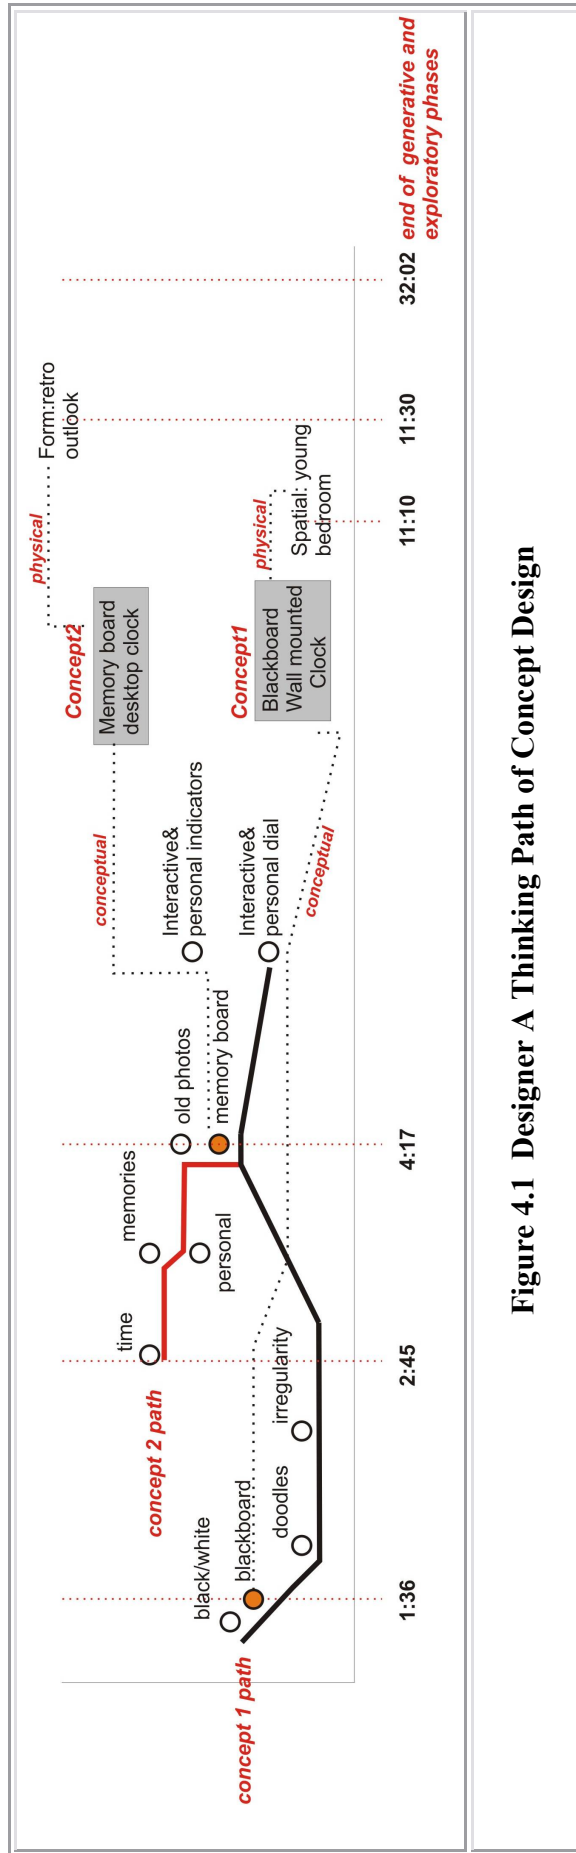 Form:retro
outlook
physical
Concept2
Memory board
desktop clock
conceptual
Interactive&
personal indicators
old photos
memory board
memories
personal
time
concept 2 path
physical
Spatial: young
bedroom
Concept1
Blackboard
Wall mounted
Clock
Interactive&
personal dial
conceptual
irregularity
doodles
black/white
blackboard
concept 1 path
1:36
2:45
4:17
11:10
11:30
32:02
end of generative and
exploratory phases
Figure 4.1 Designer A Thinking Path of Concept Design